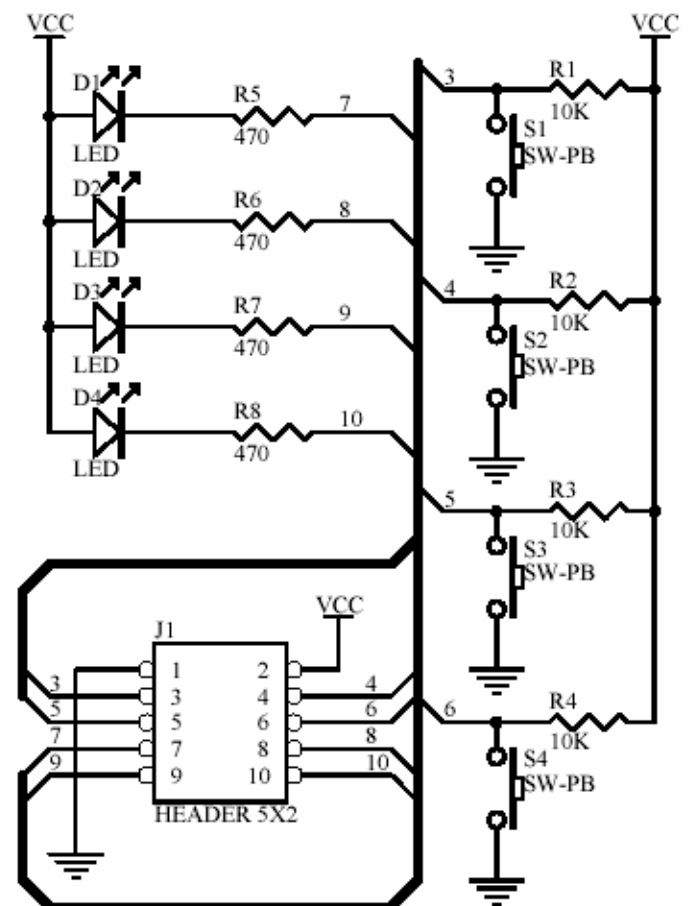 VCC
D1
LED
R5
470
7
D2
LED
R6
470
8
D3
LED
R7
470
9
D4
LED
R8
470
10
VCC
3
R1
10K
S1
SW-PB
4
R2
10K
S2
SW-PB
5
R3
10K
S3
SW-PB
6
R4
10K
S4
SW-PB
J1
VCC
1 2
3 3 4 4
5 5 6 6
7 7 8 8
9 9 10 10
HEADER 5X2